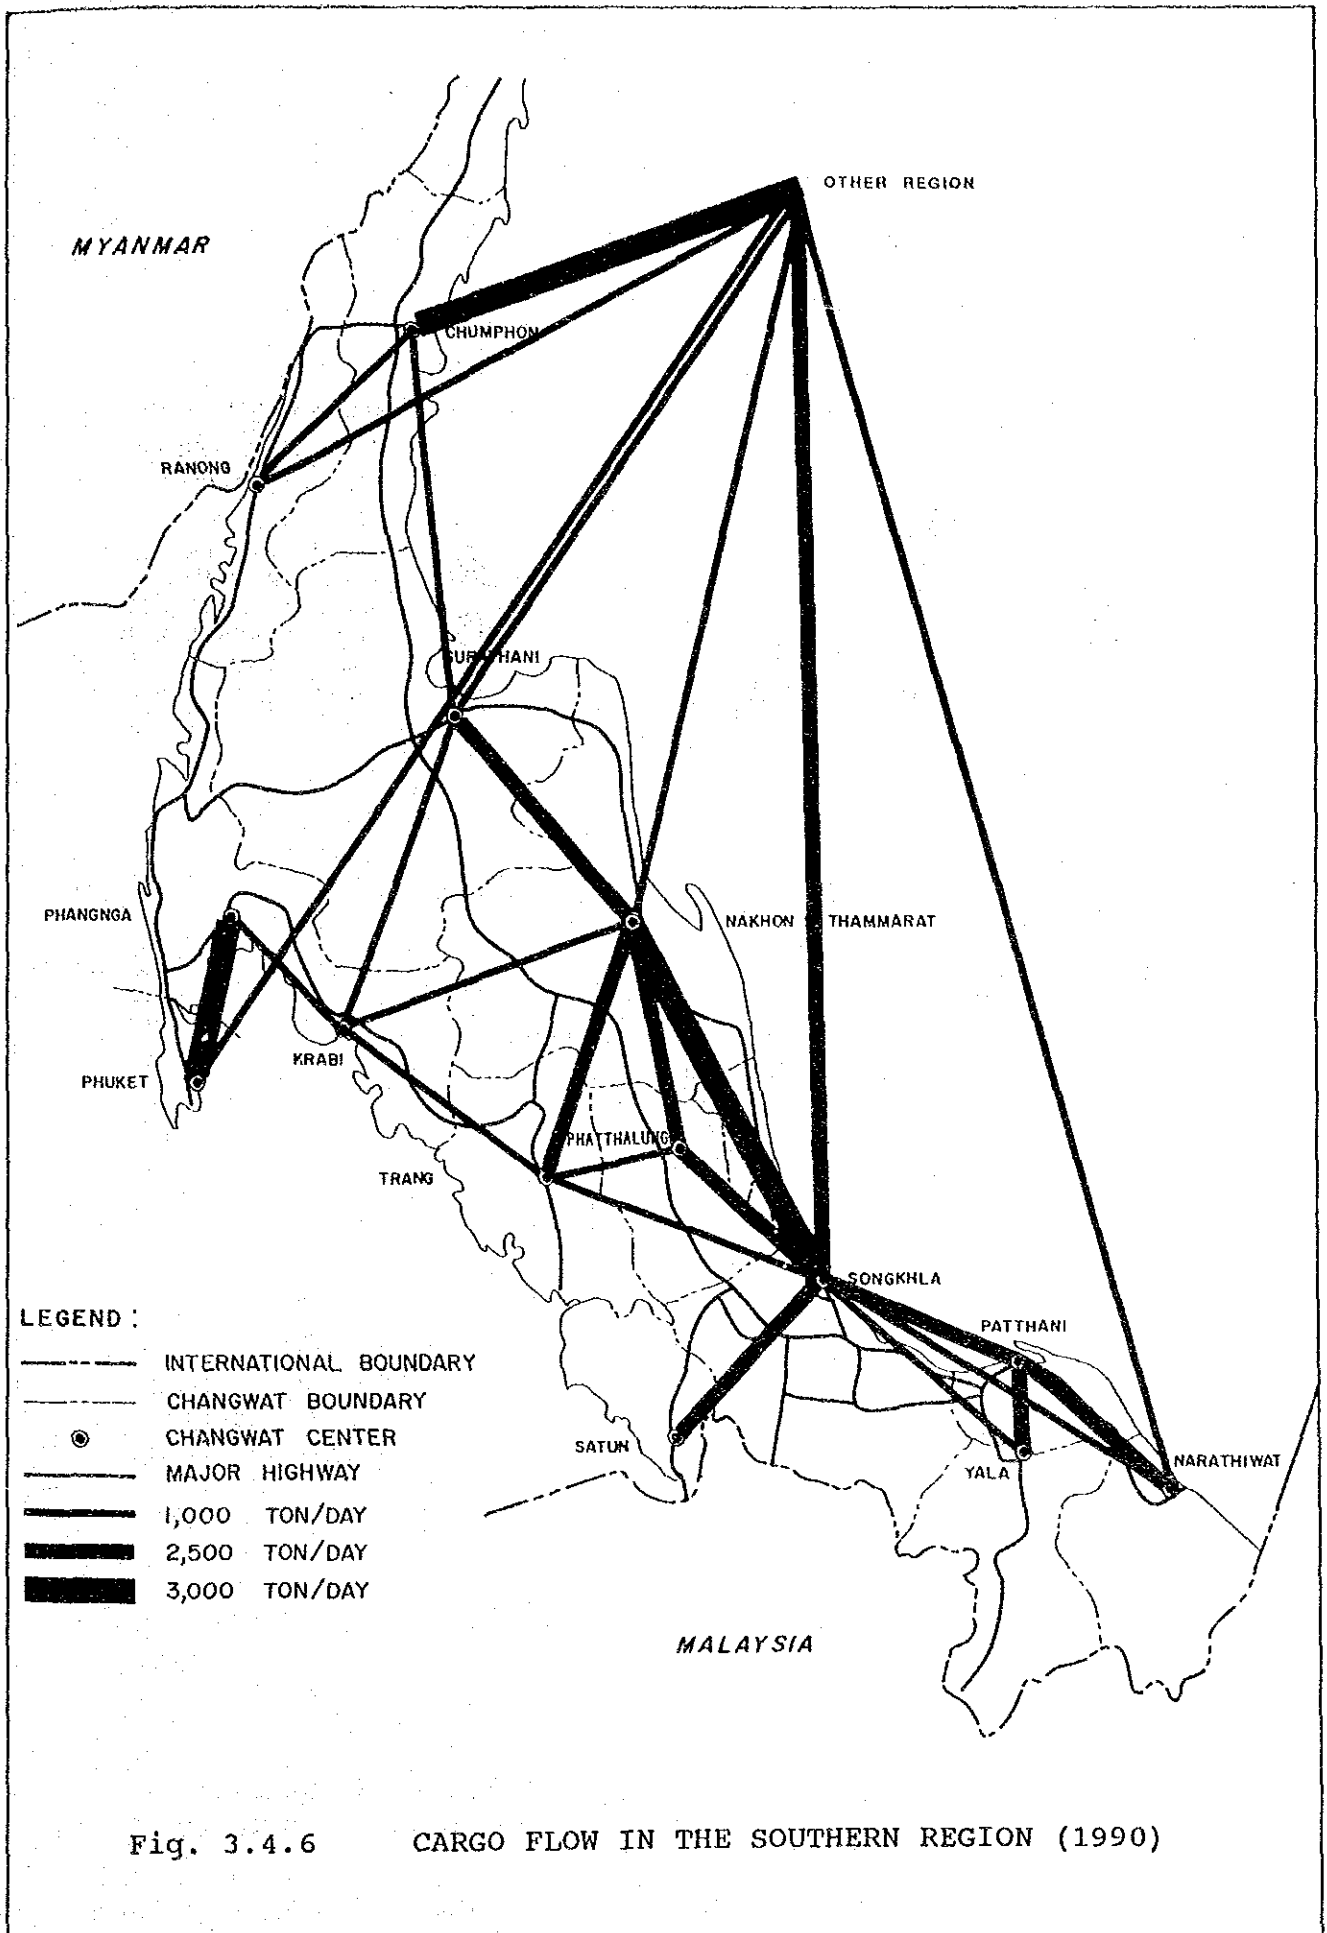 OTHER REGION
MYANMAR
CHUMPHON
RANONG
SURATHANI
PHANGNGA
NAKHON THAMMARAT
KRABI
PHUKET
PHATTHALUNG
TRANG
SONGKHLA
PATTHANI
SATUN
YALA
NARATHIWAT
LEGEND :
INTERNATIONAL BOUNDARY
CHANGWAT BOUNDARY
CHANGWAT CENTER
MAJOR HIGHWAY
1,000 TON/DAY
2,500 TON/DAY
3,000 TON/DAY
MALAYSIA
Fig. 3.4.6 CARGO FLOW IN THE SOUTHERN REGION (1990)